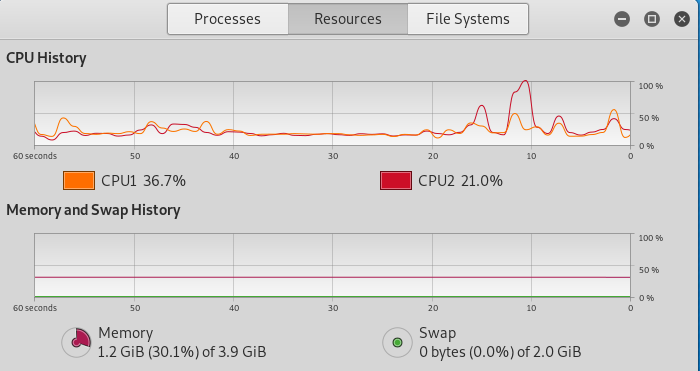 Processes Resources File Systems
CPU History
100 %
50 %
0 %
60 seconds 50 40 30 20 10 0
CPU1 36.7% CPU2 21.0%
Memory and Swap History
100 %
50 %
0 %
60 seconds 50 40 30 20 10 0
Memory Swap
1.2 GiB (30.1%) of 3.9 GiB 0 bytes (0.0%) of 2.0 GiB